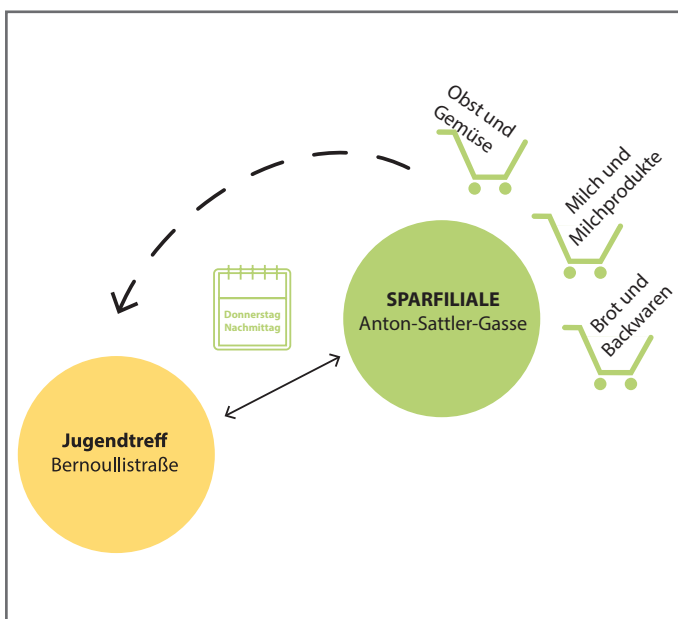 Obst und
Gemüse
Milch und
Milchprodukte
Brot und
Backwaren
SPARFILIALE
Anton-Sattler-Gasse
Donnerstag
Nachmittag
Jugendtreff
Bernoullistraße